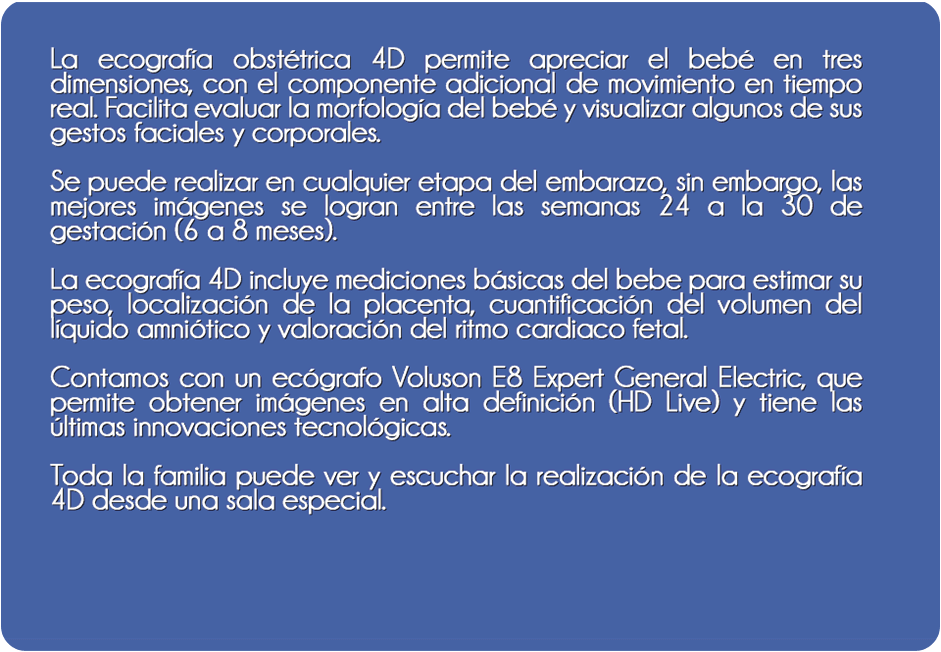 La ecografía obstétrica 4D permite apreciar el bebé en tres
dimensiones, con el componente adicional de movimiento en tiempo
real. Facilita evaluar la morfología del bebé y visualizar algunos de sus
gestos faciales y corporales.
Se puede realizar en cualquier etapa del embarazo, sin embargo, las
mejores imágenes se logran entre las semanas 24 a la 30 de
gestación (6 a 8 meses).
La ecografía 4D incluye mediciones básicas del bebe para estimar su
peso, localización de la placenta, cuantificación del volumen del
líquido amniótico y valoración del ritmo cardiaco fetal.
Contamos con un ecógrafo Voluson E8 Expert General Electric, que
permite obtener imágenes en alta definición (HD Live) y tiene las
últimas innovaciones tecnológicas.
Toda la familia puede ver y escuchar la realización de la ecografía
4D desde una sala especial.